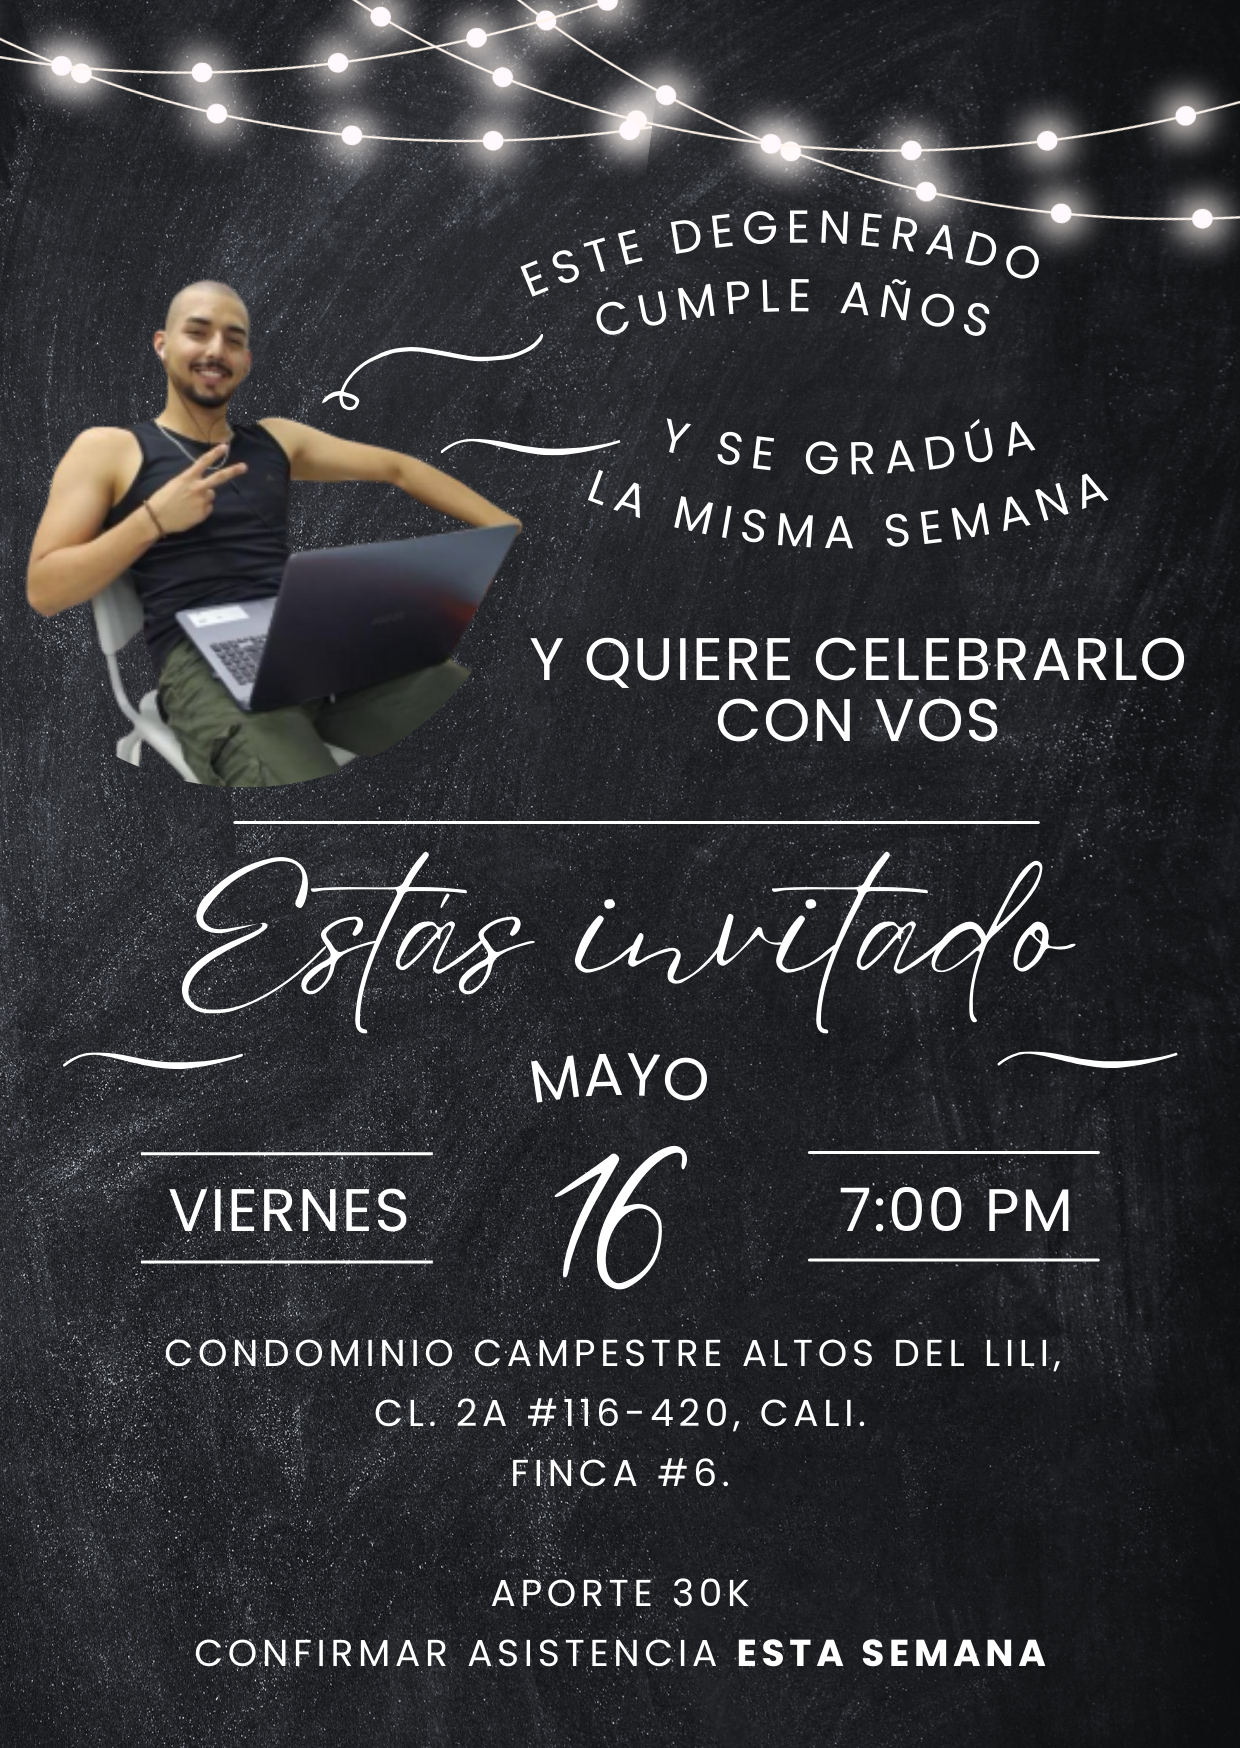 ESTE DEGENERADO
CUMPLE AÑOS
Y SE GRADÚA
LA MISMA SEMANA
Y QUIERE CELEBRARLO
CON VOS
Estás invitado
MAYO
VIERNES
16
7:00 PM
CONDOMINIO CAMPESTRE ALTOS DEL LILI,
CL. 2A #116-420, CALI.
FINCA #6.
APORTE 30K
CONFIRMAR ASISTENCIA ESTA SEMANA